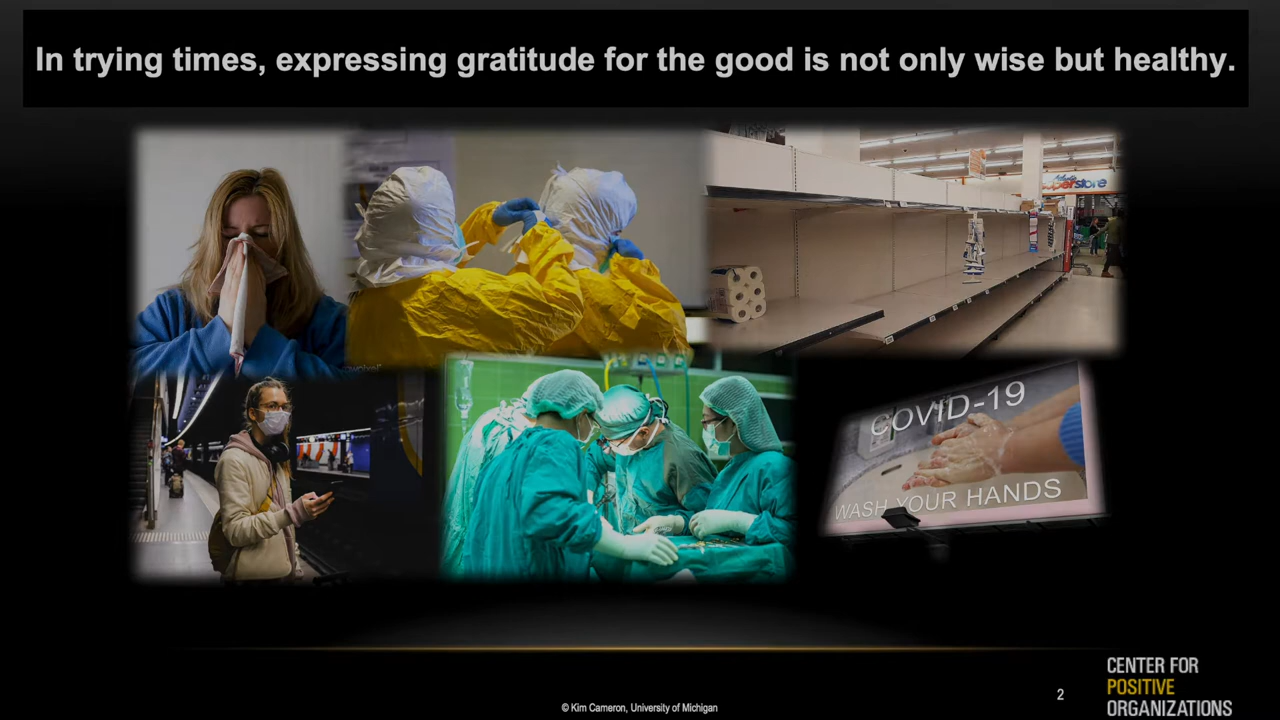 In trying times, expressing gratitude for the good is not only wise but healthy.
COVID-19
WASH YOUR HANDS
© Kim Cameron, University of Michigan
2
CENTER FOR
POSITIVE
ORGANIZATIONS